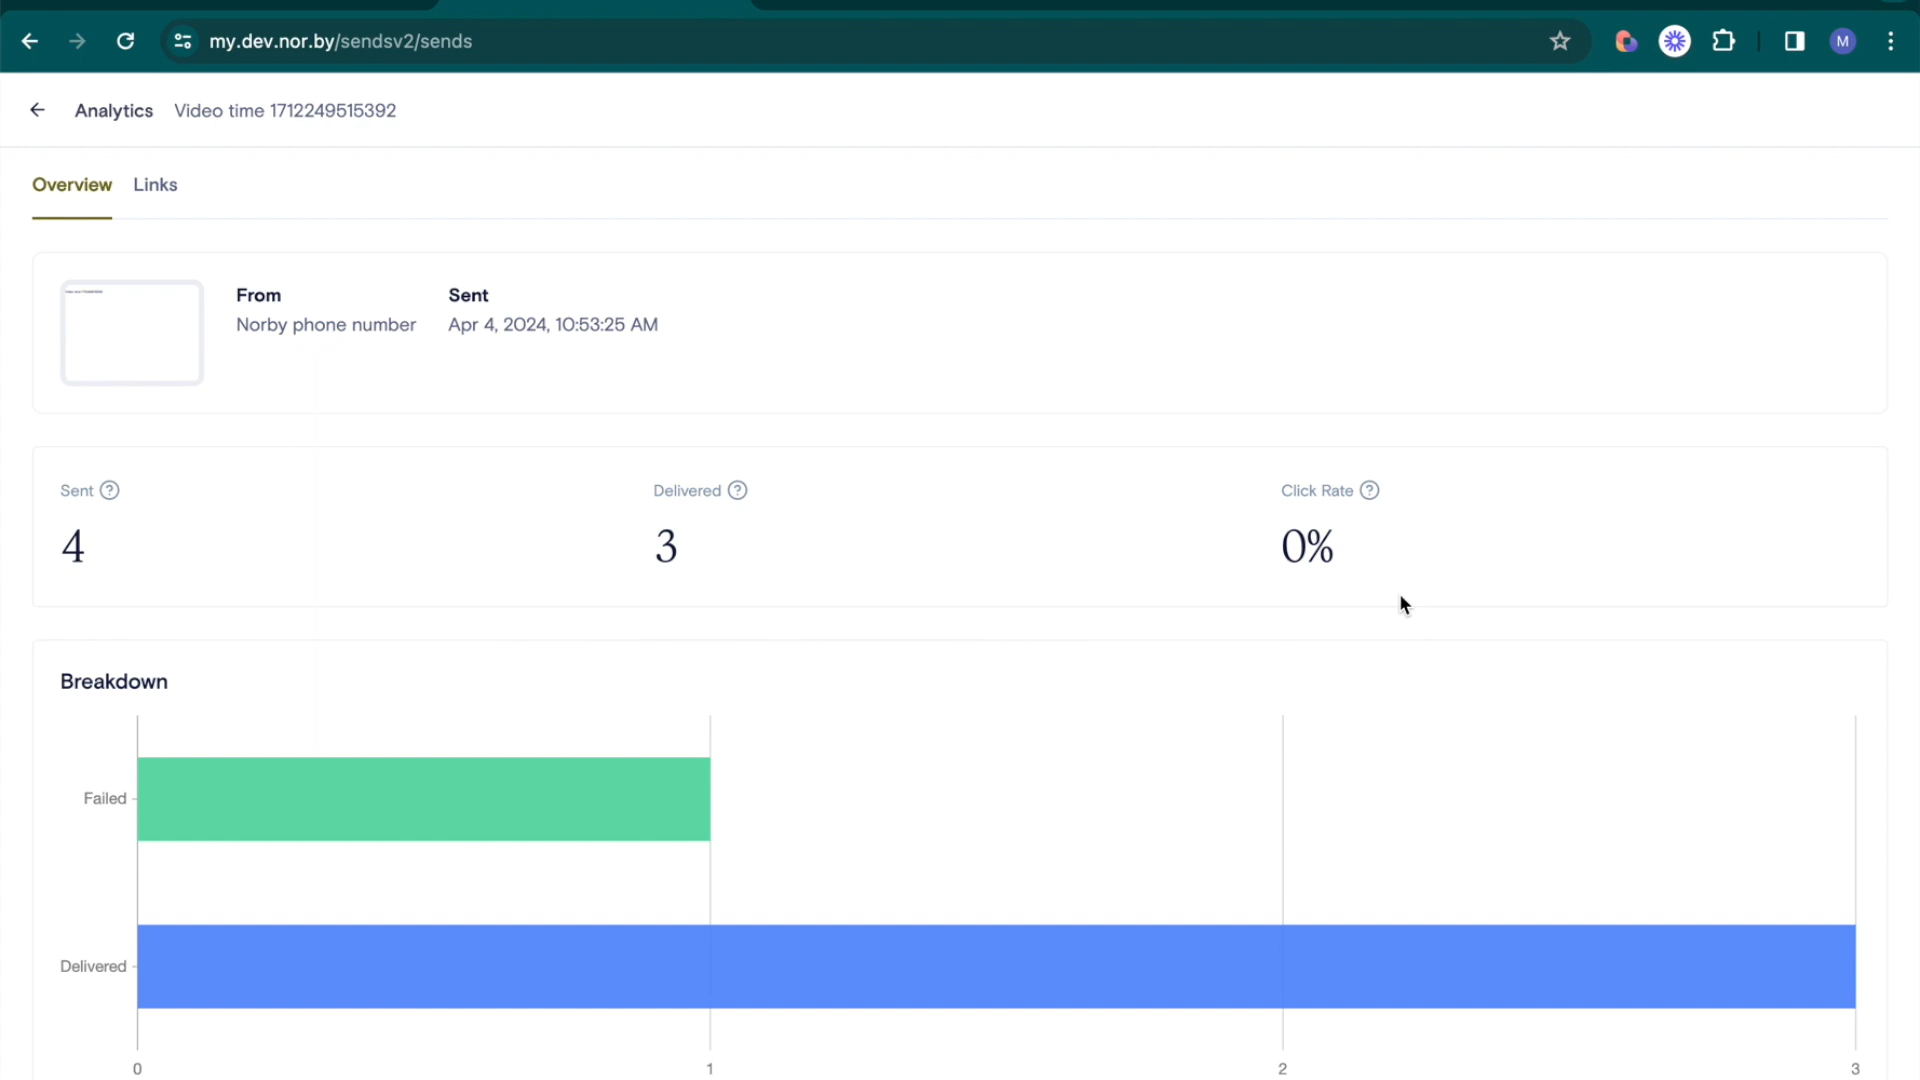 my.dev.nor.by/sendsv2/sends
M
Analytics Video time 1712249515392
Overview Links
From Sent
Norby phone number Apr 4, 2024, 10:53:25 AM
Sent ? Delivered ? Click Rate ?
4 3 0%
Breakdown
Failed
Delivered
0 1 2 3